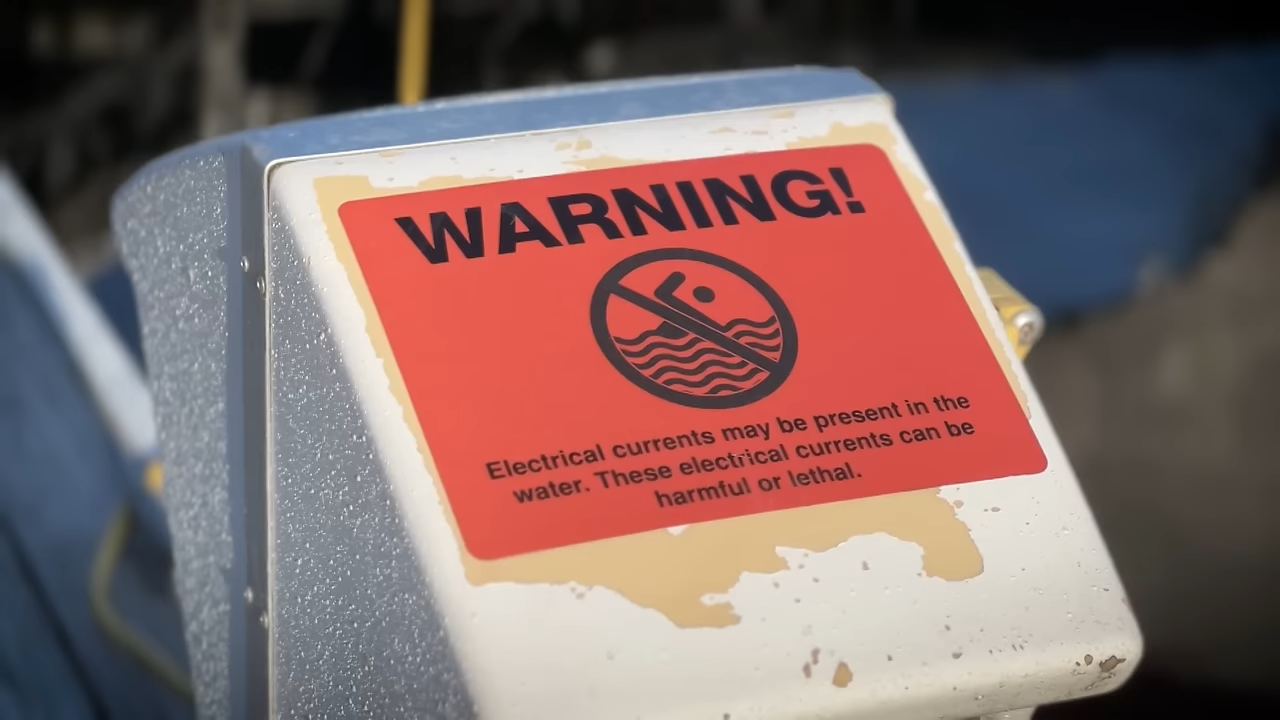 WARNING!
Electrical currents may be present in the
water. These electrical currents can be
harmful or lethal.